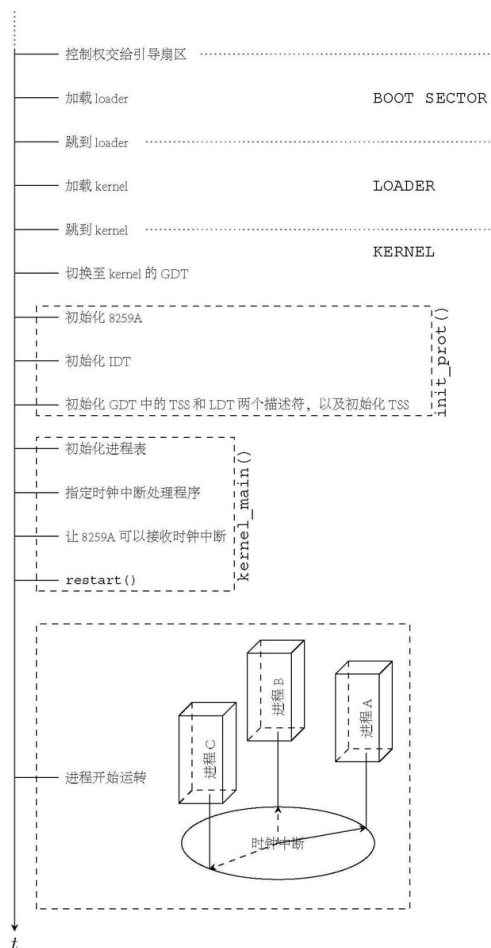 控制权交给引导扇区
加载 loader
BOOT SECTOR
跳到 loader
加载 kernel
LOADER
跳到 kernel
KERNEL
切换至 kernel 的 GDT
初始化 8259A
初始化 IDT
初始化 GDT 中的 TSS 和 LDT 两个描述符，以及初始化 TSS
init_prot()
初始化进程表
指定时钟中断处理程序
让 8259A 可以接收时钟中断
restart()
kernel_main()
进程 B
进程 A
进程 C
进程开始运转
时钟中断
t